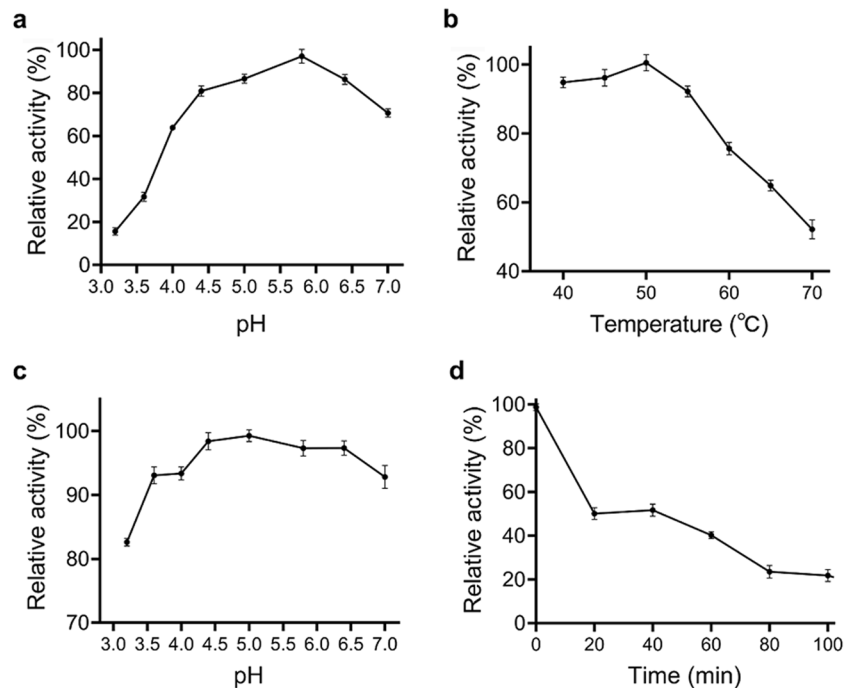 a
Relative activity (%)
100
80
60
40
20
0
3.0 3.5 4.0 4.5 5.0 5.5 5.8 6.0 6.5 7.0
pH
b
Relative activity (%)
100
80
60
40
40 50 60 70
Temperature (℃)
c
Relative activity (%)
100
90
80
70
3.0 3.5 4.0 4.5 5.0 5.5 6.0 6.5 7.0
pH
d
Relative activity (%)
100
80
60
40
20
0
0 20 40 60 80 100
Time (min)